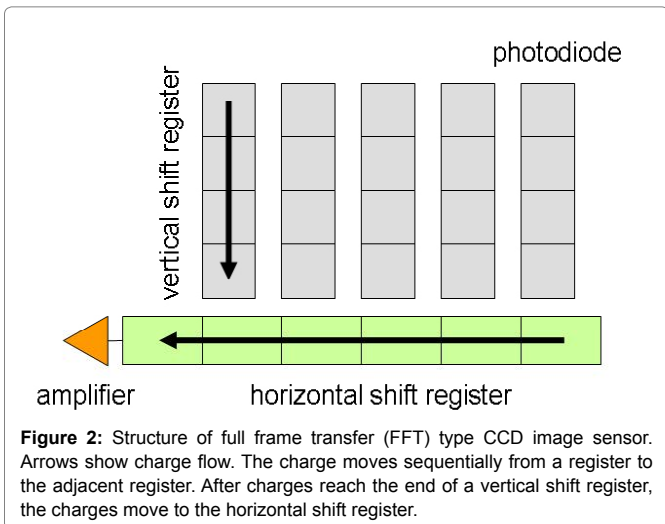 photodiode
vertical shift register
amplifier
horizontal shift register
Figure 2: Structure of full frame transfer (FFT) type CCD image sensor.
Arrows show charge flow. The charge moves sequentially from a register to
the adjacent register. After charges reach the end of a vertical shift register,
the charges move to the horizontal shift register.